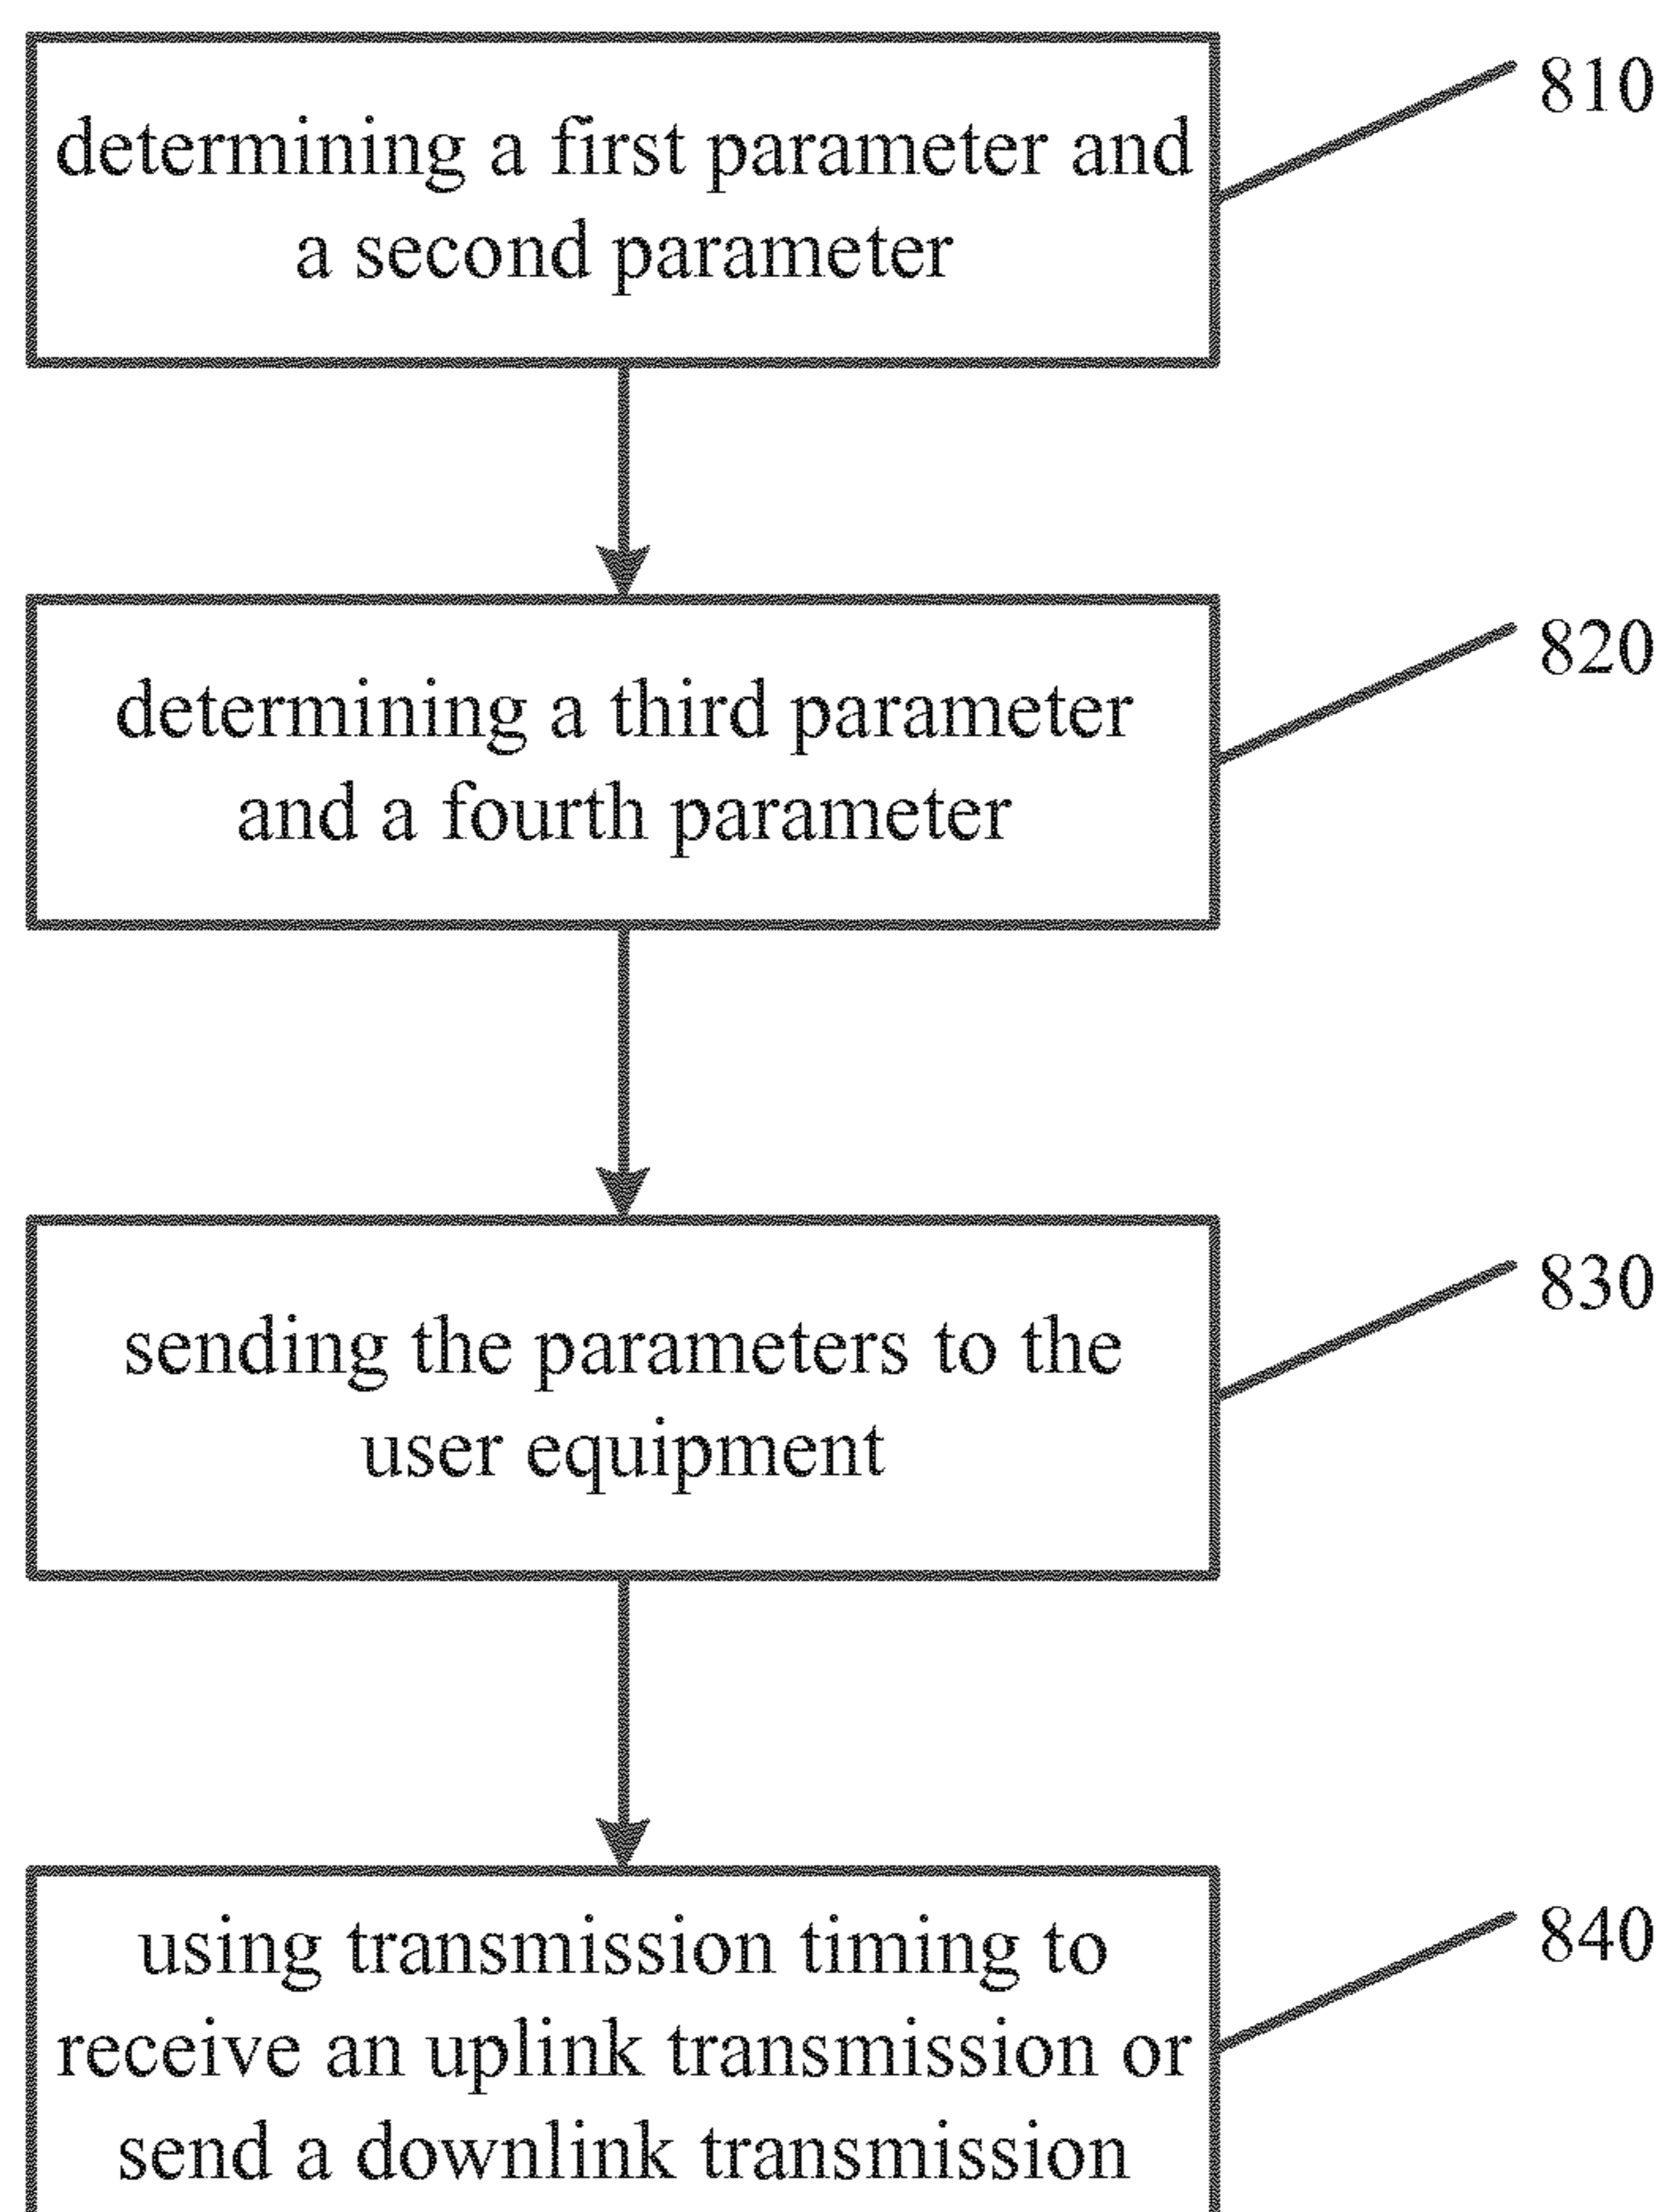 determining a first parameter and
a second parameter
810
determining a third parameter
and a fourth parameter
820
sending the parameters to the
user equipment
830
using transmission timing to
receive an uplink transmission or
send a downlink transmission
840